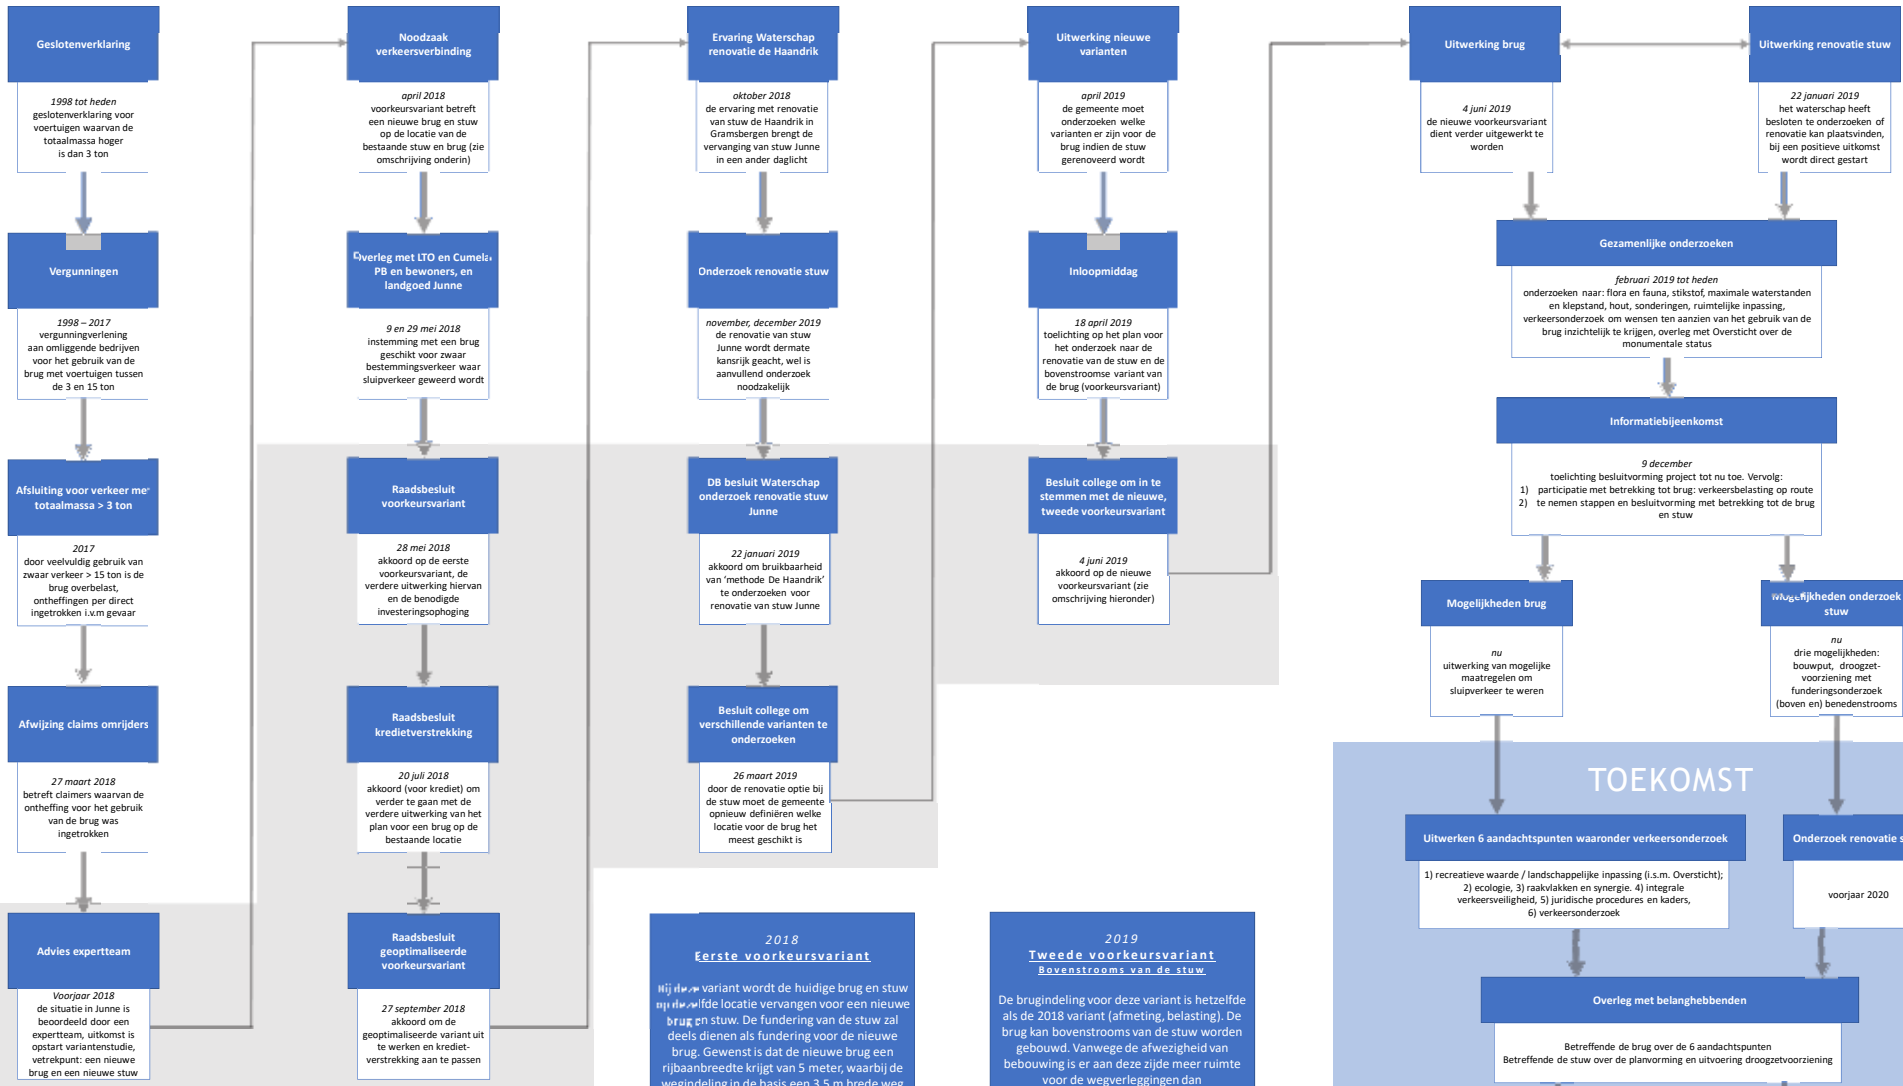 Geslotenverklaring
1998 tot heden
geslotenverklaring voor
voertuigen waarvan de
totaalmassa hoger
is dan 3 ton
Vergunningen
1998 – 2017
vergunningverlening
aan omliggende bedrijven
voor het gebruik van de
brug met voertuigen tussen
de 3 en 15 ton
Afsluiting voor verkeer me
totaalmassa > 3 ton
2017
door veelvuldig gebruik van
zwaar verkeer > 15 ton is de
brug overbelast,
ontheffingen per direct
ingetrokken i.v.m gevaar
Afwijzing claims omrijders
27 maart 2018
betreft claimers waarvan de
ontheffing voor het gebruik
van de brug was
ingetrokken
Advies expertteam
Voorjaar 2018
de situatie in Junne is
beoordeeld door een
expertteam, uitkomst is
opstart variantenstudie,
vetrekpunt: een nieuwe
brug en een nieuwe stuw
Noodzaak
verkeersverbinding
april 2018
voorkeursvariant betreft
een nieuwe brug en stuw
op de locatie van de
bestaande stuw en brug (zie
omschrijving onderin)
Overleg met LTO en Cumela,
PB en bewoners, en
landgoed Junne
9 en 29 mei 2018
instemming met een brug
geschikt voor zwaar
bestemmingsverkeer waar
sluipverkeer geweerd wordt
Raadsbesluit
voorkeursvariant
28 mei 2018
akkoord op de eerste
voorkeursvariant, de
verdere uitwerking hiervan
en de benodigde
investeringsophoging
Raadsbesluit
kredietverstrekking
20 juli 2018
akkoord (voor krediet) om
verder te gaan met de
verdere uitwerking van het
plan voor een brug op de
bestaande locatie
Raadsbesluit
geoptimaliseerde
voorkeursvariant
27 september 2018
akkoord om de
geoptimaliseerde variant uit
te werken en krediet-
verstrekking aan te passen
Ervaring Waterschap
renovatie de Haandrik
oktober 2018
de ervaring met renovatie
van stuw de Haandrik in
Gramsbergen brengt de
vervanging van stuw Junne
in een ander daglicht
Onderzoek renovatie stuw
november, december 2019
de renovatie van stuw
Junne wordt dermate
kansrijk geacht, wel is
aanvullend onderzoek
noodzakelijk
DB besluit Waterschap
onderzoek renovatie stuw
Junne
22 januari 2019
akkoord om bruikbaarheid
van ‘methode De Haandrik’
te onderzoeken voor
renovatie van stuw Junne
Besluit college om
verschillende varianten te
onderzoeken
26 maart 2019
door de renovatie optie bij
de stuw moet de gemeente
opnieuw definiëren welke
locatie voor de brug het
meest geschikt is
2018
Eerste voorkeursvariant
variant wordt de huidige brug en stuw
locatie vervangen voor een nieuwe
brug en stuw. De fundering van de stuw zal
deels dienen als fundering voor de nieuwe
brug. Gewenst is dat de nieuwe brug een
rijbaanbreedte krijgt van 5 meter, waarbij de
wegindeling in de basis een 3,5 m brede weg
Uitwerking nieuwe
varianten
april 2019
de gemeente moet
onderzoeken welke
varianten er zijn voor de
brug indien de stuw
gerenoveerd wordt
Inloopmiddag
18 april 2019
toelichting op het plan voor
het onderzoek naar de
renovatie van de stuw en de
bovenstroomse variant van
de brug (voorkeursvariant)
Besluit college om in te
stemmen met de nieuwe,
tweede voorkeursvariant
4 juni 2019
akkoord op de nieuwe
voorkeursvariant (zie
omschrijving hieronder)
2019
Tweede voorkeursvariant
Bovenstrooms van de stuw
De brugindeling voor deze variant is hetzelfde
als de 2018 variant (afmeting, belasting). De
brug kan bovenstrooms van de stuw worden
gebouwd. Vanwege de afwezigheid van
bebouwing is er aan deze zijde meer ruimte
voor de wegverleggingen dan
Uitwerking brug
4 juni 2019
de nieuwe voorkeursvariant
dient verder uitgewerkt te
worden
Uitwerking renovatie stuw
22 januari 2019
het waterschap heeft
besloten te onderzoeken of
renovatie kan plaatsvinden,
bij een positieve uitkomst
wordt direct gestart
Gezamenlijke onderzoeken
februari 2019 tot heden
onderzoeken naar: flora en fauna, stikstof, maximale waterstanden
en klepstand, hout, sonderingen, ruimtelijke inpassing,
verkeersonderzoek om wensen ten aanzien van het gebruik van de
brug inzichtelijk te krijgen, overleg met Oversticht over de
monumentale status
Informatiebijeenkomst
9 december
toelichting besluitvorming project tot nu toe. Vervolg:
1) participatie met betrekking tot brug: verkeersbelasting op route
2) te nemen stappen en besluitvorming met betrekking tot de brug
en stuw
Mogelijkheden brug
nu
uitwerking van mogelijke
maatregelen om
sluipverkeer te weren
Mogelijkheden onderzoek
stuw
nu
drie mogelijkheden:
bouwput, droogzet-
voorziening met
funderingsonderzoek
(boven en) benedenstrooms
TOEKOMST
Uitwerken 6 aandachtspunten waaronder verkeersonderzoek
1) recreatieve waarde / landschappelijke inpassing (i.s.m. Oversticht);
2) ecologie, 3) raakvlakken en synergie. 4) integrale
verkeersveiligheid, 5) juridische procedures en kaders,
6) verkeersonderzoek
Onderzoek renovatie s
voorjaar 2020
Overleg met belanghebbenden
Betreffende de brug over de 6 aandachtspunten
Betreffende de stuw over de planvorming en uitvoering droogzetvoorziening